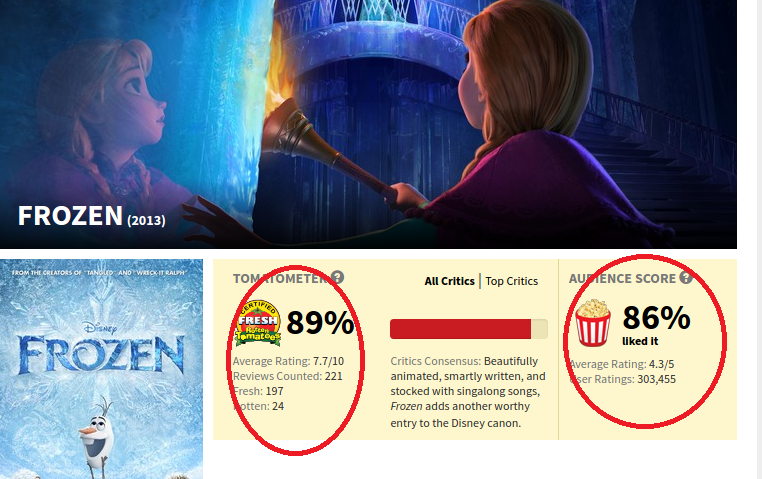 FROZEN (2013)
FROM THE CREATORS OF "TANGLED" AND "WRECK-IT RALPH"
Disney
FROZEN
TOMATOMETER ?
CERTIFIED
FRESH
Rotten
Tomatoes
89%
Average Rating: 7.7/10
Reviews Counted: 221
Fresh: 197
Rotten: 24
All Critics | Top Critics
Critics Consensus: Beautifully
animated, smartly written, and
stocked with singalong songs,
Frozen adds another worthy
entry to the Disney canon.
AUDIENCE SCORE ?
86%
liked it
Average Rating: 4.3/5
User Ratings: 303,455